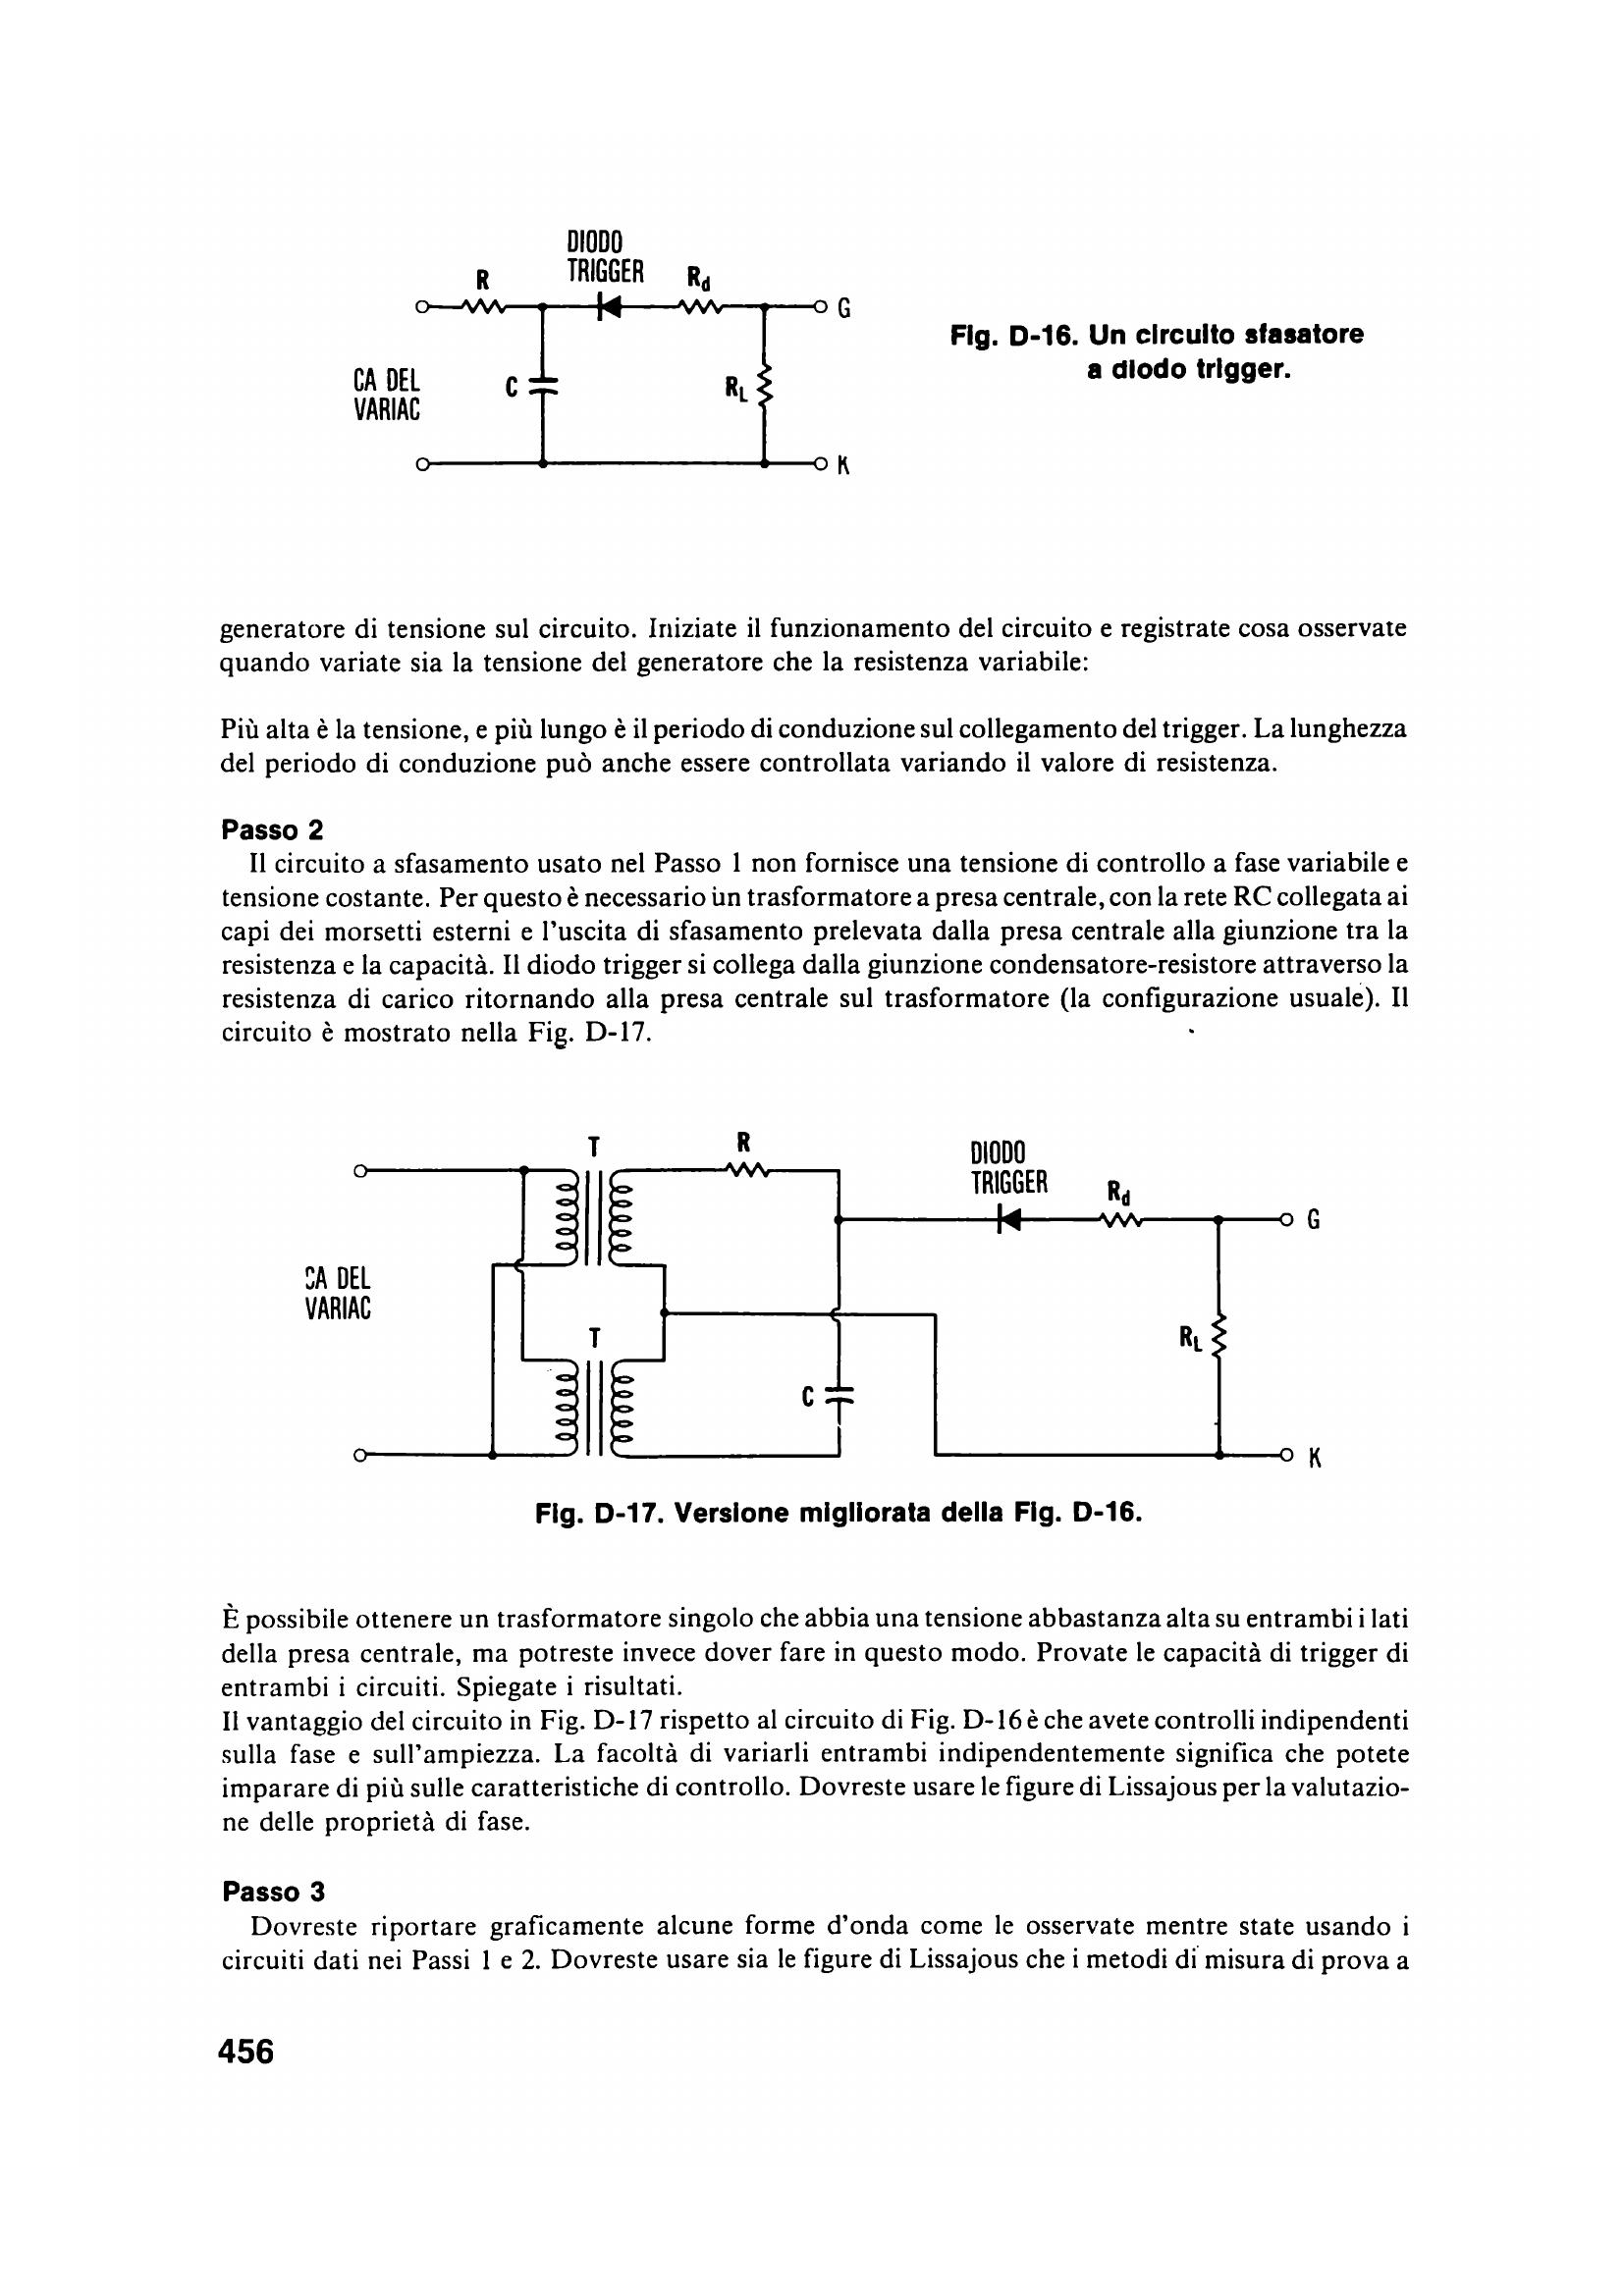 DIODO
TRIGGER
R
Rd
G
CA DEL
VARIAC
C
RL
K
Fig. D-16. Un circuito sfasatore
a diodo trigger.
generatore di tensione sul circuito. Iniziate il funzionamento del circuito e registrate cosa osservate
quando variate sia la tensione del generatore che la resistenza variabile:
Più alta è la tensione, e più lungo è il periodo di conduzione sul collegamento del trigger. La lunghezza
del periodo di conduzione può anche essere controllata variando il valore di resistenza.
Passo 2
Il circuito a sfasamento usato nel Passo 1 non fornisce una tensione di controllo a fase variabile e
tensione costante. Per questo è necessario un trasformatore a presa centrale, con la rete RC collegata ai
capi dei morsetti esterni e l'uscita di sfasamento prelevata dalla presa centrale alla giunzione tra la
resistenza e la capacità. Il diodo trigger si collega dalla giunzione condensatore-resistore attraverso la
resistenza di carico ritornando alla presa centrale sul trasformatore (la configurazione usuale). Il
circuito è mostrato nella Fig. D-17.
T
R
DIODO
TRIGGER
Rd
G
CA DEL
VARIAC
T
C
RL
K
Fig. D-17. Versione migliorata della Fig. D-16.
È possibile ottenere un trasformatore singolo che abbia una tensione abbastanza alta su entrambi i lati
della presa centrale, ma potreste invece dover fare in questo modo. Provate le capacità di trigger di
entrambi i circuiti. Spiegate i risultati.
Il vantaggio del circuito in Fig. D-17 rispetto al circuito di Fig. D-16 è che avete controlli indipendenti
sulla fase e sull'ampiezza. La facoltà di variarli entrambi indipendentemente significa che potete
imparare di più sulle caratteristiche di controllo. Dovreste usare le figure di Lissajous per la valutazio-
ne delle proprietà di fase.
Passo 3
Dovreste riportare graficamente alcune forme d'onda come le osservate mentre state usando i
circuiti dati nei Passi 1 e 2. Dovreste usare sia le figure di Lissajous che i metodi di misura di prova a
456